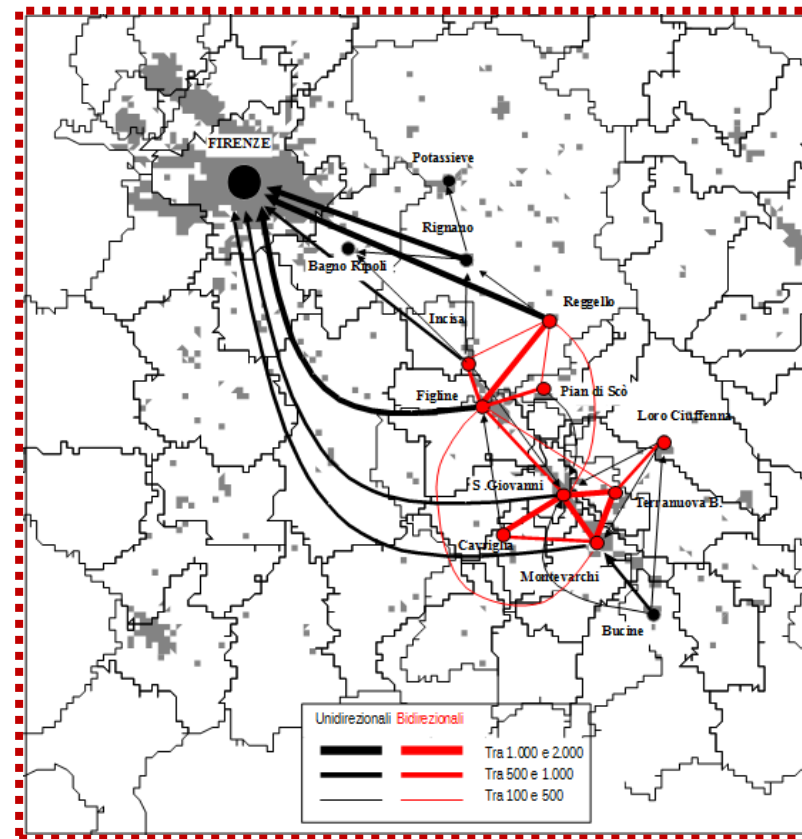 FIRENZE
Potassieve
Rignano
Bagno Ripoli
Reggello
Incisa
Pian di Scò
Figline
Loro Ciuffenna
S .Giovanni
Terranuova B.
Cavriglia
Montevarchi
Bucine
Unidirezionali Bidirezionali
Tra 1.000 e 2.000
Tra 500 e 1.000
Tra 100 e 500